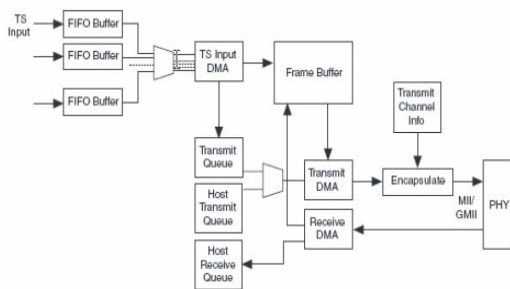 TS
Input
FIFO Buffer
FIFO Buffer
FIFO Buffer
TS Input
DMA
Frame Buffer
Transmit
Channel
Info
Transmit
Queue
Host
Transmit
Queue
Transmit
DMA
Encapsulate
MII/
GMII
PHY
Receive
DMA
Host
Receive
Queue